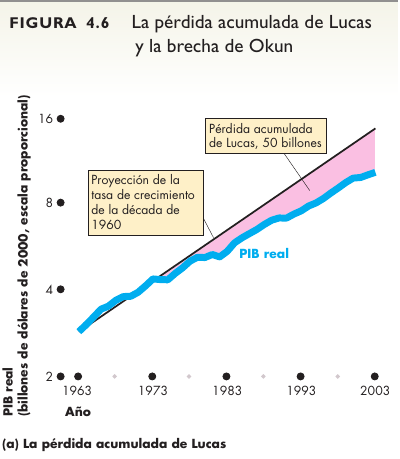 FIGURA 4.6 La pérdida acumulada de Lucas
y la brecha de Okun
PIB real
(billones de dólares de 2000, escala proporcional)
16
8
4
2
Pérdida acumulada
de Lucas, 50 billones
Proyección de la
tasa de crecimiento
de la década de
1960
PIB real
1963 1973 1983 1993 2003
Año
(a) La pérdida acumulada de Lucas